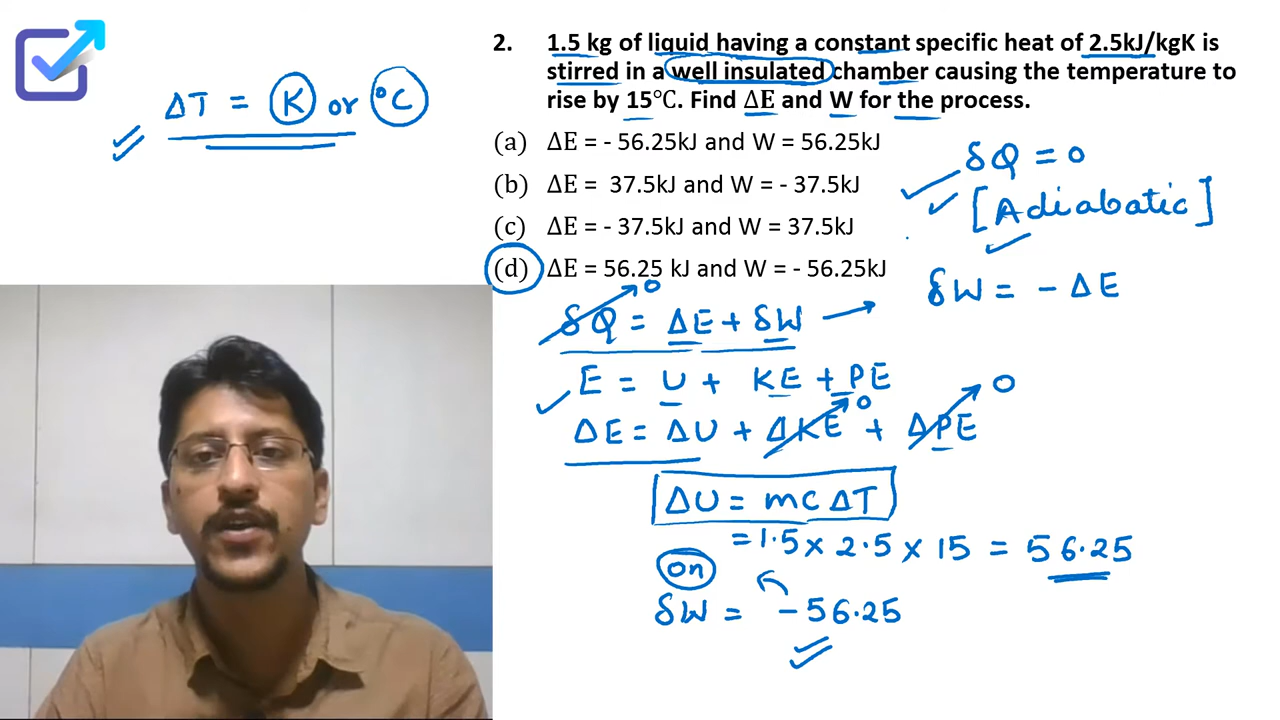 2. 1.5 kg of liquid having a constant specific heat of 2.5kJ/kgK is
stirred in a well insulated chamber causing the temperature to
rise by 15°C. Find ΔE and W for the process.
(a) ΔE = - 56.25kJ and W = 56.25kJ
(b) ΔE = 37.5kJ and W = - 37.5kJ
(c) ΔE = - 37.5kJ and W = 37.5kJ
(d) ΔE = 56.25 kJ and W = - 56.25kJ
ΔT = K or °C
δQ = 0
[Adiabatic]
δW = - ΔE
0
δQ = ΔE + δW →
E = U + KE + PE
0 0
ΔE = ΔU + ΔKE + ΔPE
ΔU = mc ΔT
= 1.5 x 2.5 x 15 = 56.25
on
δW = - 56.25